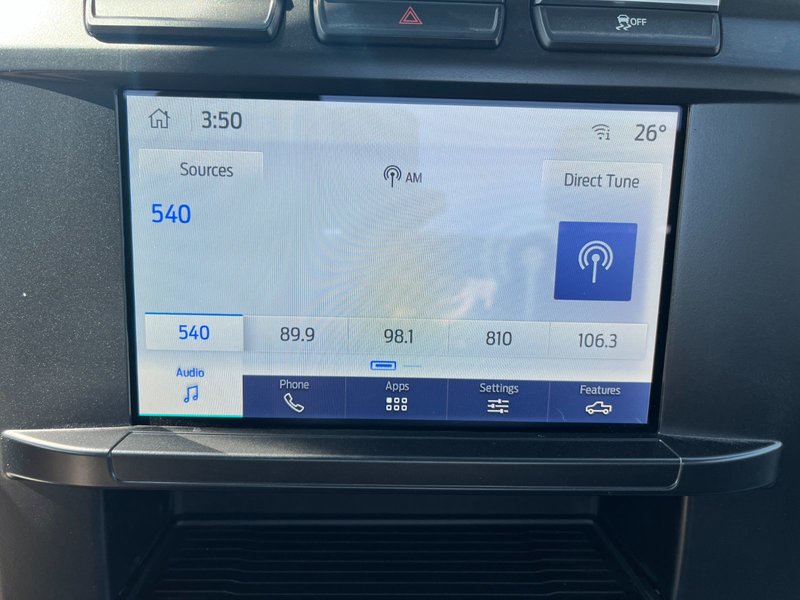 OFF
3:50
26°
Sources
AM
Direct Tune
540
540
89.9
98.1
810
106.3
Audio
Phone
Apps
Settings
Features